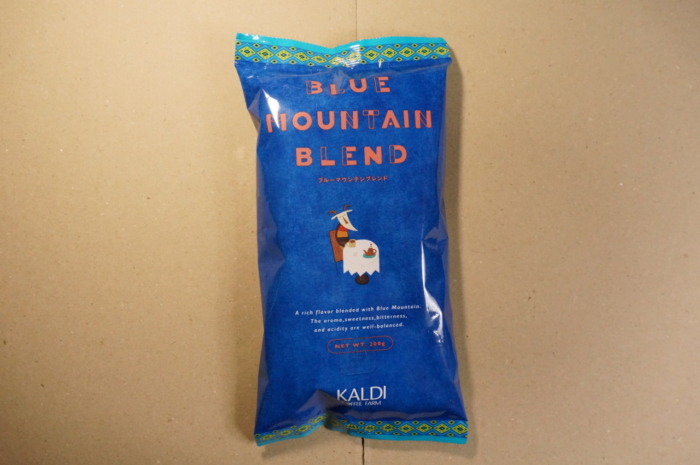 BLUE
MOUNTAIN
BLEND
ブルーマウンテンブレンド
A rich flavor blended with Blue Mountain.
The aroma,sweetness,bitterness,
and acidity are well-balanced.
NET WT.
KALDI
COFFEE FARM